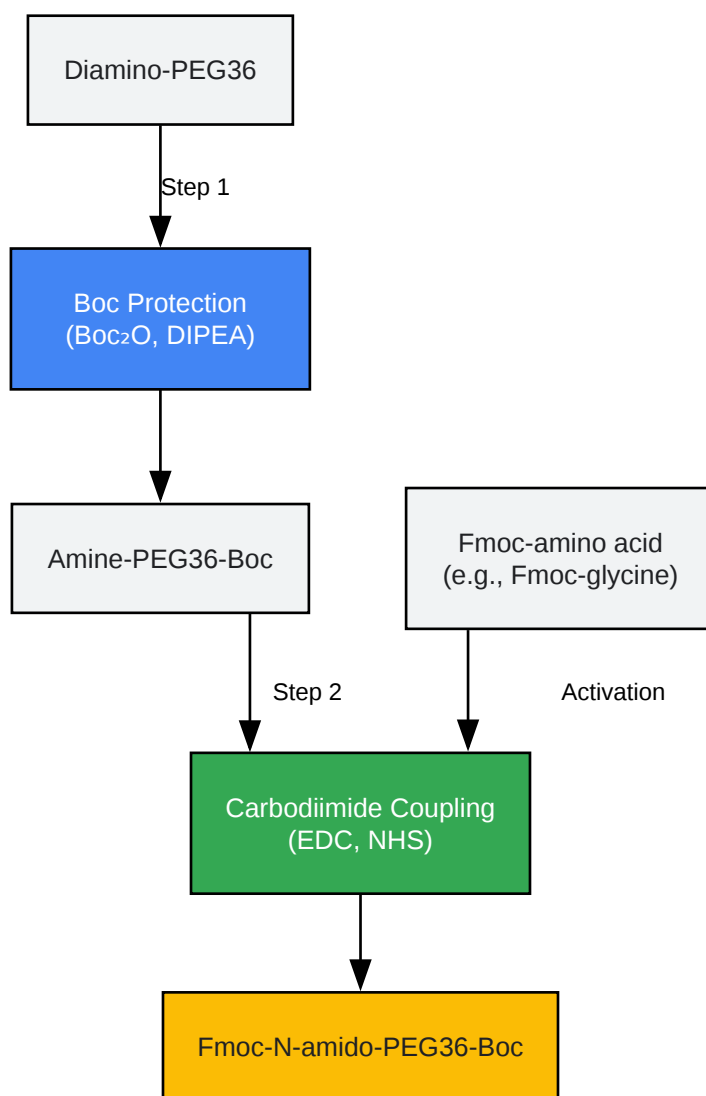 Diamino-PEG36
Step 1
Boc Protection
(Boc₂O, DIPEA)
Amine-PEG36-Boc
Fmoc-amino acid
(e.g., Fmoc-glycine)
Step 2
Activation
Carbodiimide Coupling
(EDC, NHS)
Fmoc-N-amido-PEG36-Boc